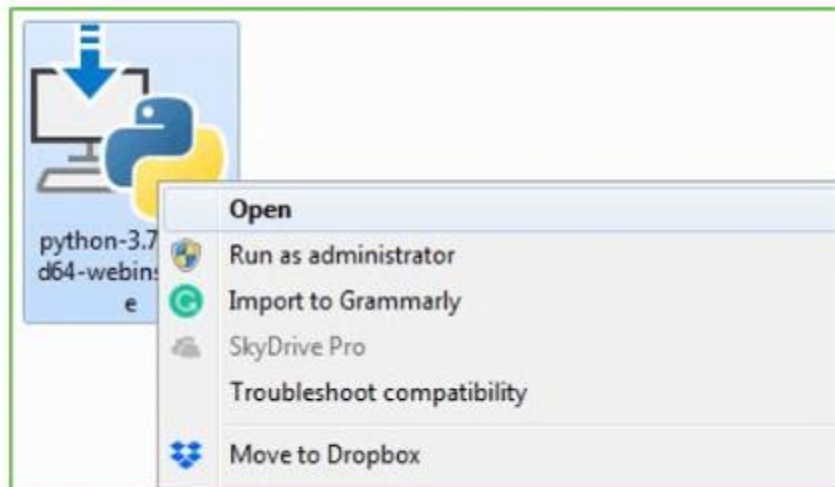 python-3.7
d64-webins
e
Open
Run as administrator
Import to Grammarly
SkyDrive Pro
Troubleshoot compatibility
Move to Dropbox